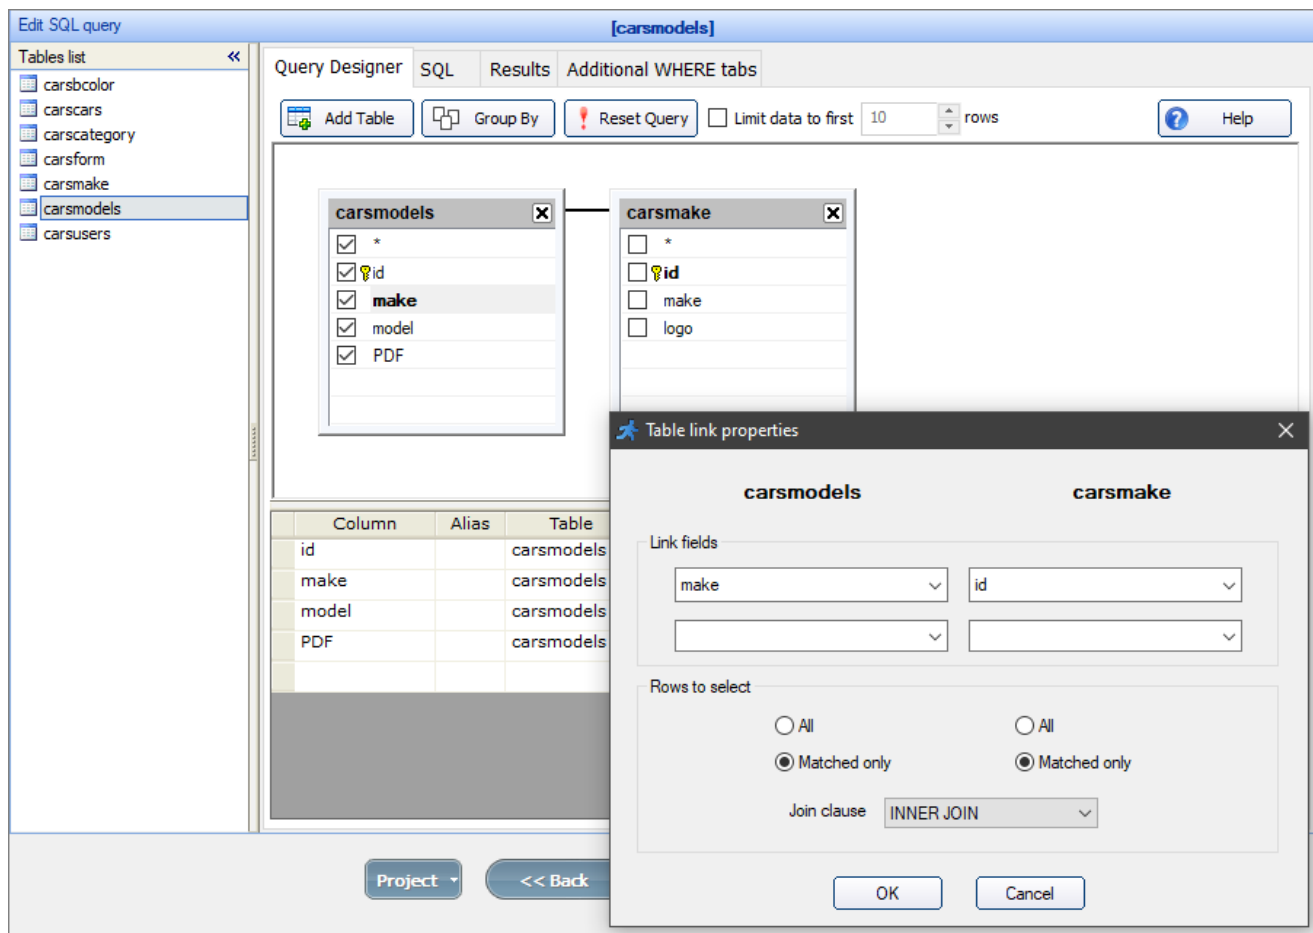 Edit SQL query
[carsmodels]
Tables list «
carsbcolor
carscars
carscategory
carsform
carsmake
carsmodels
carsusers
Query Designer SQL Results Additional WHERE tabs
Add Table Group By Reset Query Limit data to first 10 rows Help
carsmodels
*
id
make
model
PDF
carsmake
*
id
make
logo
Column Alias Table
id carsmodels
make carsmodels
model carsmodels
PDF carsmodels
Table link properties
carsmodels carsmake
Link fields
make id
Rows to select
All All
Matched only Matched only
Join clause INNER JOIN
OK Cancel
Project << Back